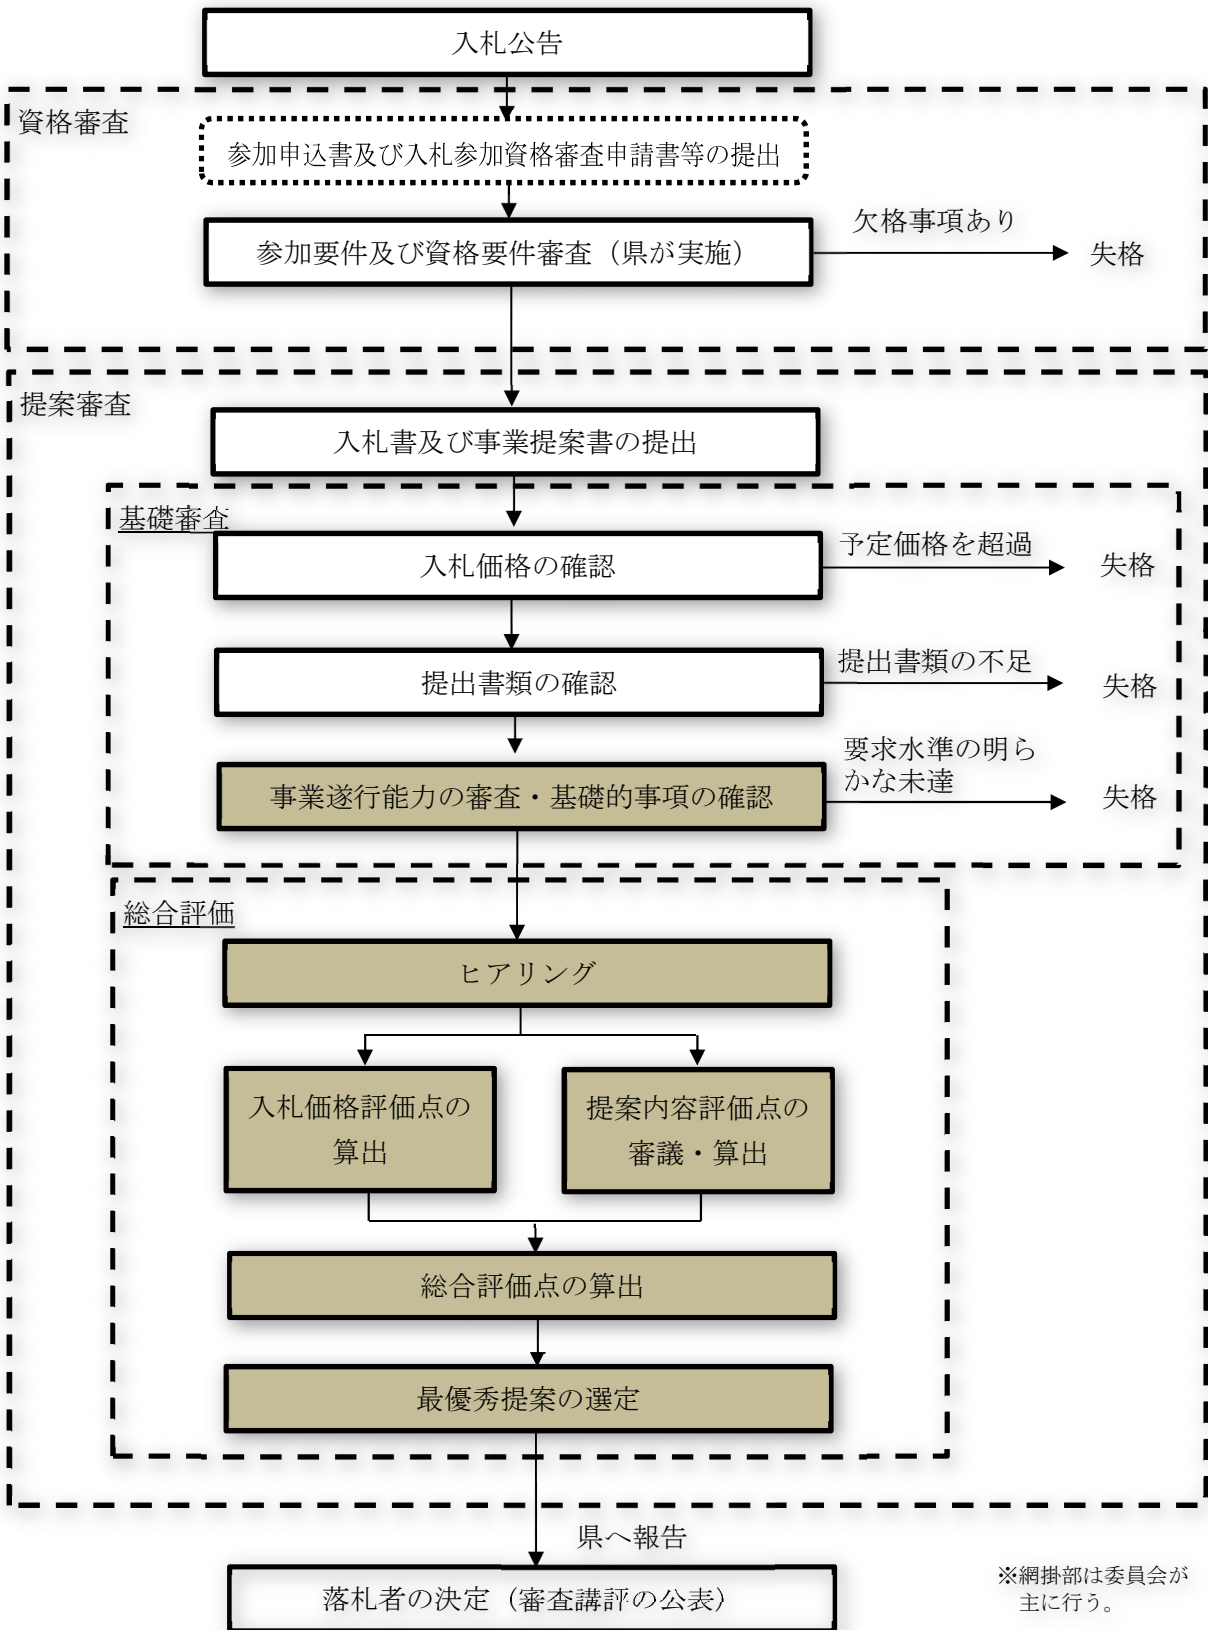 入札公告
資格審査
参加申込書及び入札参加資格審査申請書等の提出
参加要件及び資格要件審査（県が実施）
欠格事項あり
失格
提案審査
入札書及び事業提案書の提出
基礎審査
入札価格の確認
予定価格を超過
失格
提出書類の確認
提出書類の不足
失格
事業遂行能力の審査・基礎的事項の確認
要求水準の明ら
かな未達
失格
総合評価
ヒアリング
入札価格評価点の
算出
提案内容評価点の
審議・算出
総合評価点の算出
最優秀提案の選定
県へ報告
落札者の決定（審査講評の公表）
※網掛部は委員会が
主に行う。